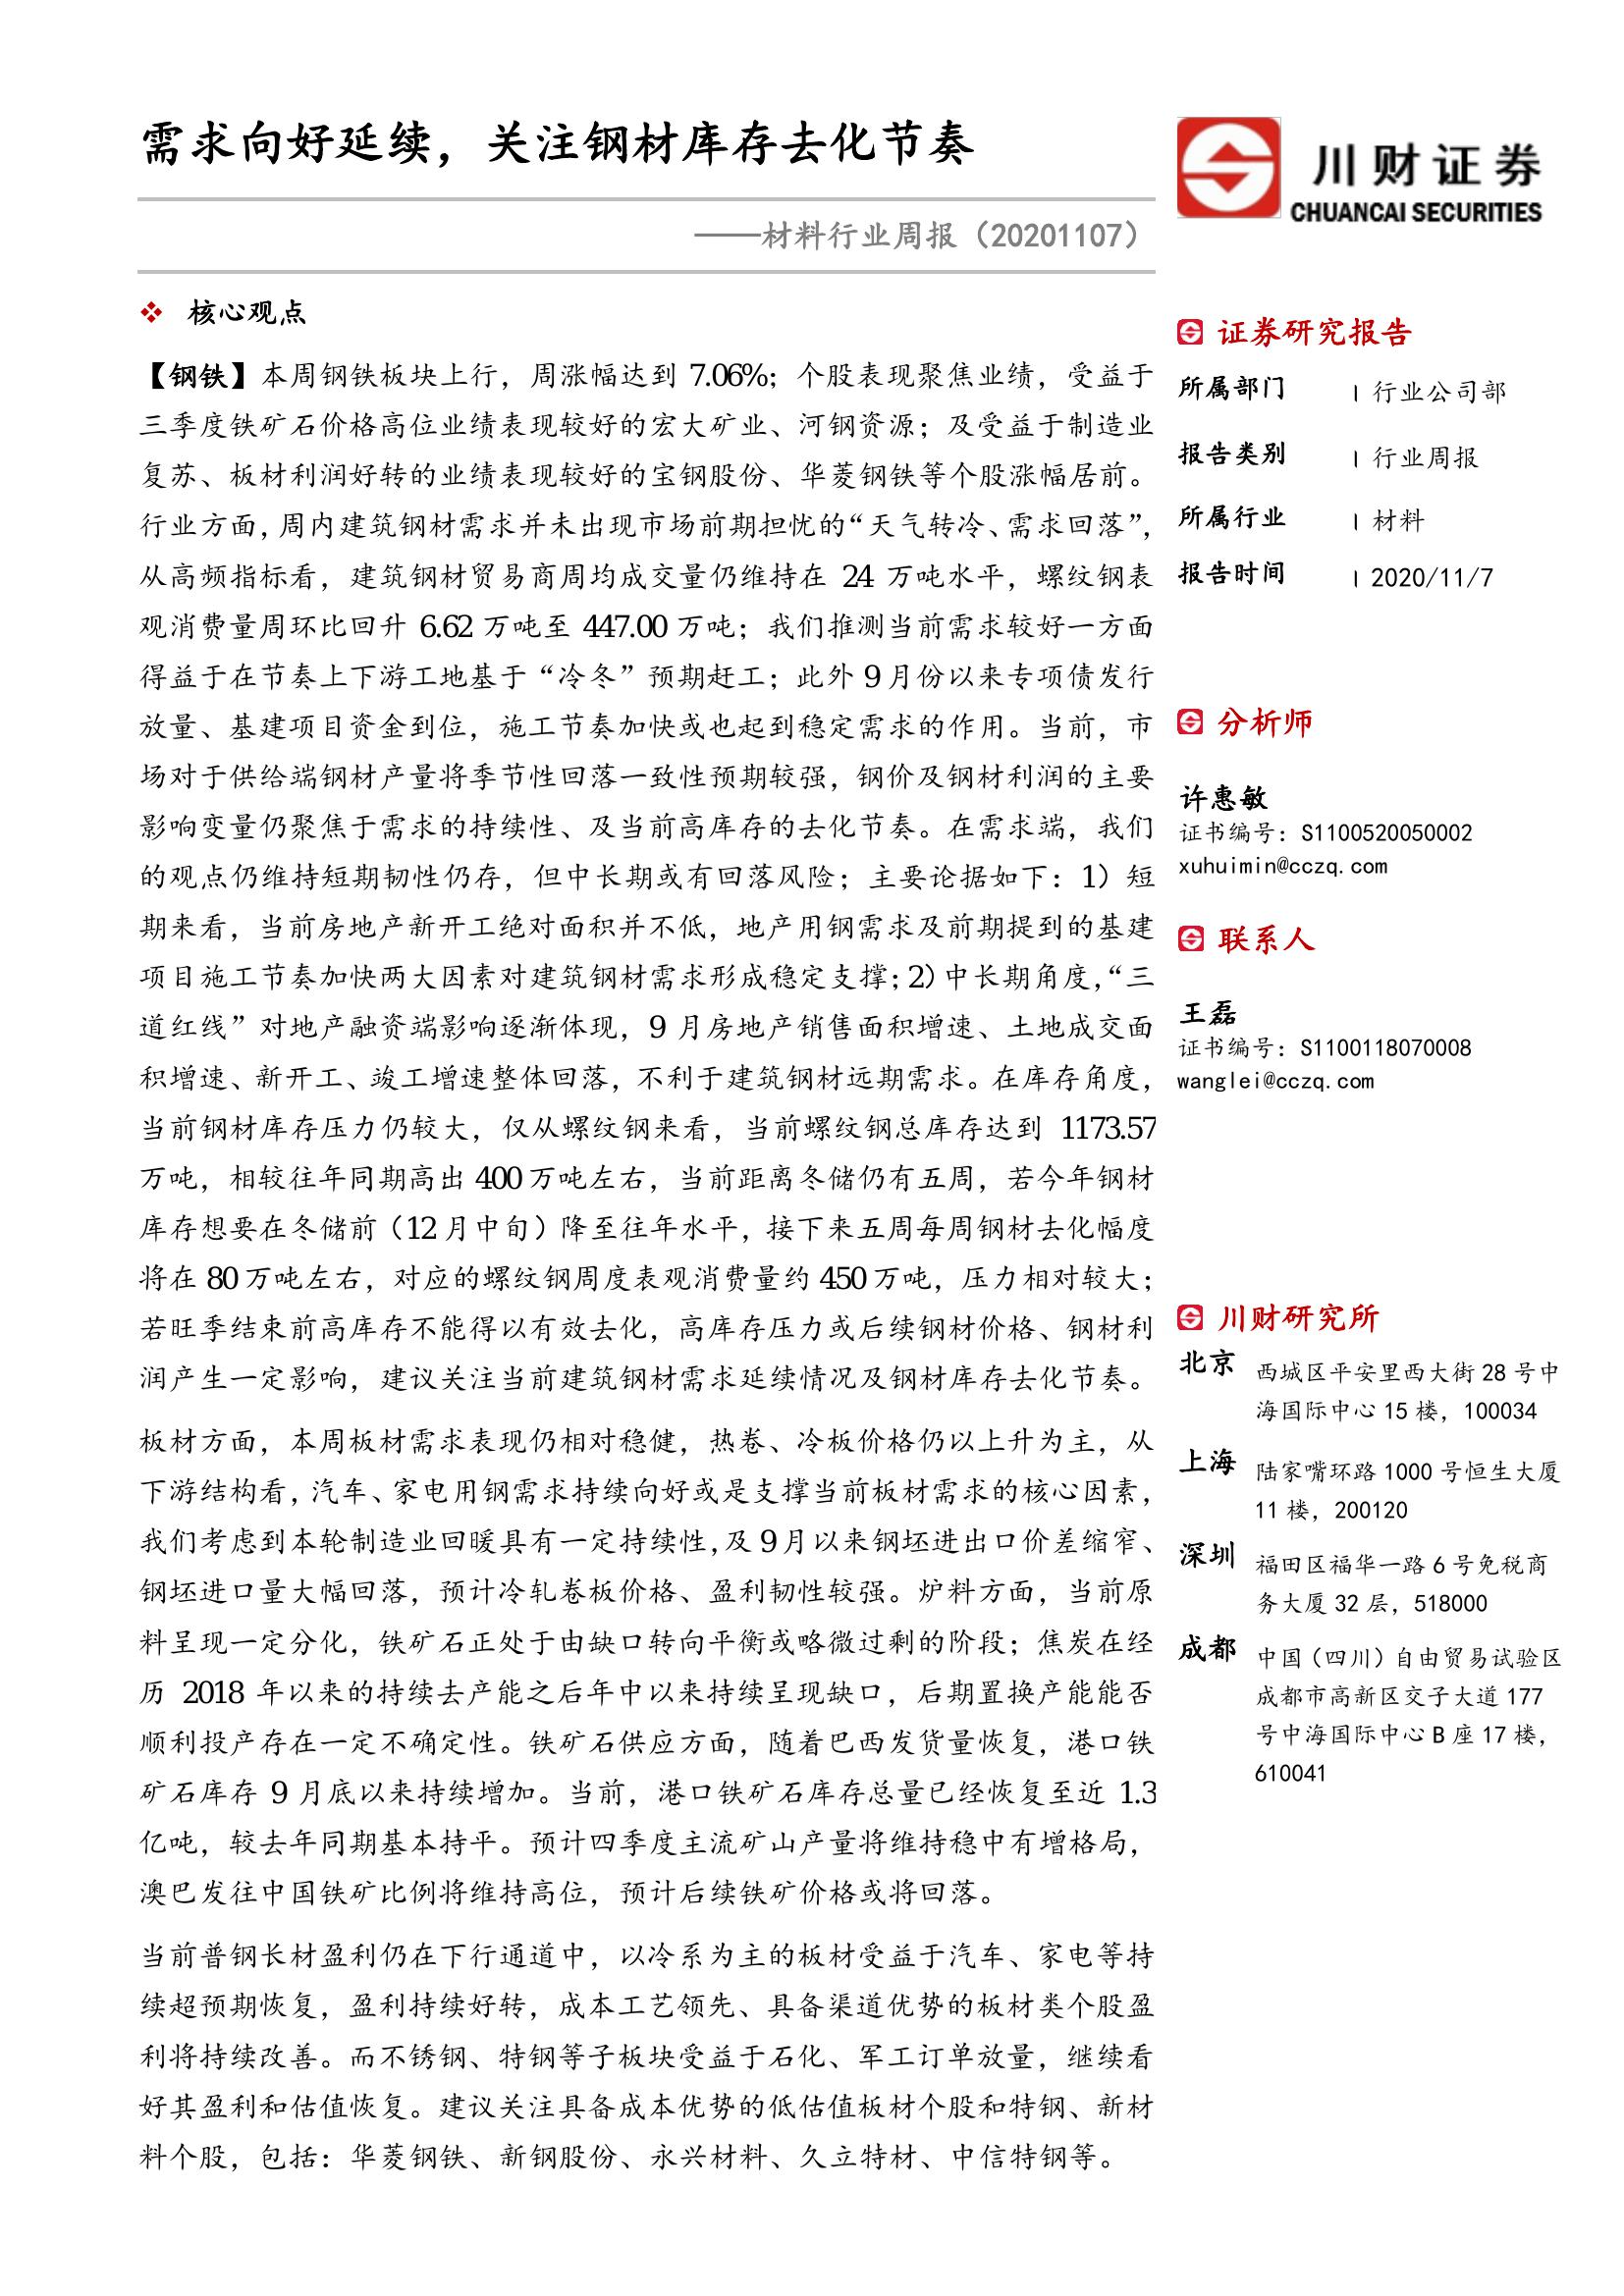 需求向好延续，关注钢材库存去化节奏
——材料行业周报（20201107）
川财证券
CHUANCAI SECURITIES
❖ 核心观点
【钢铁】本周钢铁板块上行，周涨幅达到 7.06%；个股表现聚焦业绩，受益于
三季度铁矿石价格高位业绩表现较好的宏大矿业、河钢资源；及受益于制造业
复苏、板材利润好转的业绩表现较好的宝钢股份、华菱钢铁等个股涨幅居前。
行业方面，周内建筑钢材需求并未出现市场前期担忧的“天气转冷、需求回落”，
从高频指标看，建筑钢材贸易商周均成交量仍维持在 24 万吨水平，螺纹钢表
观消费量周环比回升 6.62 万吨至 447.00 万吨；我们推测当前需求较好一方面
得益于在节奏上下游工地基于“冷冬”预期赶工；此外 9 月份以来专项债发行
放量、基建项目资金到位，施工节奏加快或也起到稳定需求的作用。当前，市
场对于供给端钢材产量将季节性回落一致性预期较强，钢价及钢材利润的主要
影响变量仍聚焦于需求的持续性、及当前高库存的去化节奏。在需求端，我们
的观点仍维持短期韧性仍存，但中长期或有回落风险；主要论据如下：1）短
期来看，当前房地产新开工绝对面积并不低，地产用钢需求及前期提到的基建
项目施工节奏加快两大因素对建筑钢材需求形成稳定支撑；2）中长期角度，“三
道红线”对地产融资端影响逐渐体现，9 月房地产销售面积增速、土地成交面
积增速、新开工、竣工增速整体回落，不利于建筑钢材远期需求。在库存角度，
当前钢材库存压力仍较大，仅从螺纹钢来看，当前螺纹钢总库存达到 1173.57
万吨，相较往年同期高出 400 万吨左右，当前距离冬储仍有五周，若今年钢材
库存想要在冬储前（12 月中旬）降至往年水平，接下来五周每周钢材去化幅度
将在 80 万吨左右，对应的螺纹钢周度表观消费量约 450 万吨，压力相对较大；
若旺季结束前高库存不能得以有效去化，高库存压力或后续钢材价格、钢材利
润产生一定影响，建议关注当前建筑钢材需求延续情况及钢材库存去化节奏。
板材方面，本周板材需求表现仍相对稳健，热卷、冷板价格仍以上升为主，从
下游结构看，汽车、家电用钢需求持续向好或是支撑当前板材需求的核心因素，
我们考虑到本轮制造业回暖具有一定持续性，及 9 月以来钢坯进出口价差缩窄、
钢坯进口量大幅回落，预计冷轧卷板价格、盈利韧性较强。炉料方面，当前原
料呈现一定分化，铁矿石正处于由缺口转向平衡或略微过剩的阶段；焦炭在经
历 2018 年以来的持续去产能之后年中以来持续呈现缺口，后期置换产能能否
顺利投产存在一定不确定性。铁矿石供应方面，随着巴西发货量恢复，港口铁
矿石库存 9 月底以来持续增加。当前，港口铁矿石库存总量已经恢复至近 1.3
亿吨，较去年同期基本持平。预计四季度主流矿山产量将维持稳中有增格局，
澳巴发往中国铁矿比例将维持高位，预计后续铁矿价格或将回落。
当前普钢长材盈利仍在下行通道中，以冷系为主的板材受益于汽车、家电等持
续超预期恢复，盈利持续好转，成本工艺领先、具备渠道优势的板材类个股盈
利将持续改善。而不锈钢、特钢等子板块受益于石化、军工订单放量，继续看
好其盈利和估值恢复。建议关注具备成本优势的低估值板材个股和特钢、新材
料个股，包括：华菱钢铁、新钢股份、永兴材料、久立特材、中信特钢等。
证券研究报告
所属部门 | 行业公司部
报告类别 | 行业周报
所属行业 | 材料
报告时间 | 2020/11/7
分析师
许惠敏
证书编号：S1100520050002
xuhuimin@cczq.com
联系人
王磊
证书编号：S1100118070008
wanglei@cczq.com
川财研究所
北京 西城区平安里西大街 28 号中
海国际中心 15 楼，100034
上海 陆家嘴环路 1000 号恒生大厦
11 楼，200120
深圳 福田区福华一路 6 号免税商
务大厦 32 层，518000
成都 中国（四川）自由贸易试验区
成都市高新区交子大道 177
号中海国际中心 B 座 17 楼，
610041